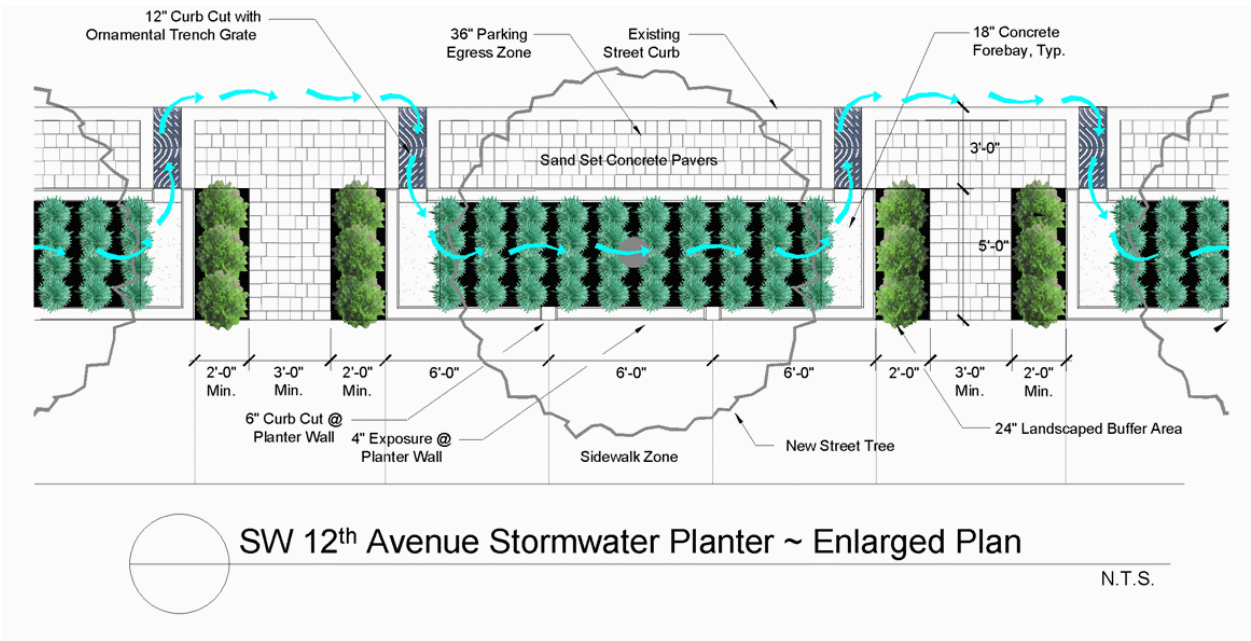 12" Curb Cut with
Ornamental Trench Grate
36" Parking
Egress Zone
Existing
Street Curb
18" Concrete
Forebay, Typ.
3'-0"
Sand Set Concrete Pavers
5'-0"
2'-0"
Min.
3'-0"
Min.
2'-0"
Min.
6'-0"
6'-0"
6'-0"
2'-0"
3'-0"
Min.
2'-0"
Min.
6" Curb Cut @
Planter Wall
4" Exposure @
Planter Wall
Sidewalk Zone
New Street Tree
24" Landscaped Buffer Area
SW 12th Avenue Stormwater Planter ~ Enlarged Plan
N.T.S.